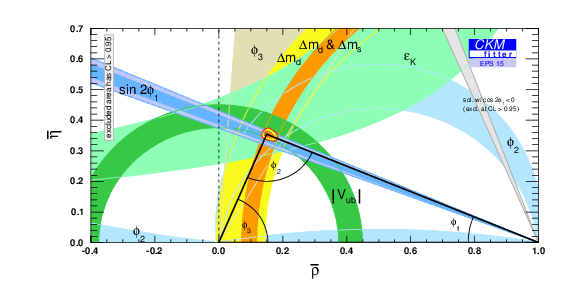 0.7
0.6
0.5
0.4
0.3
0.2
0.1
0.0
η̅
excluded area has CL > 0.95
ϕ3
Δmd
Δmd & Δms
εK
CKM
fitter
EPS 15
sin 2ϕ1
sol. w/ cos 2ϕ1 < 0
(excl. at CL > 0.95)
ϕ2
ϕ2
|Vub|
ϕ2
ϕ3
ϕ1
-0.4
-0.2
0.0
0.2
0.4
0.6
0.8
1.0
ρ̅